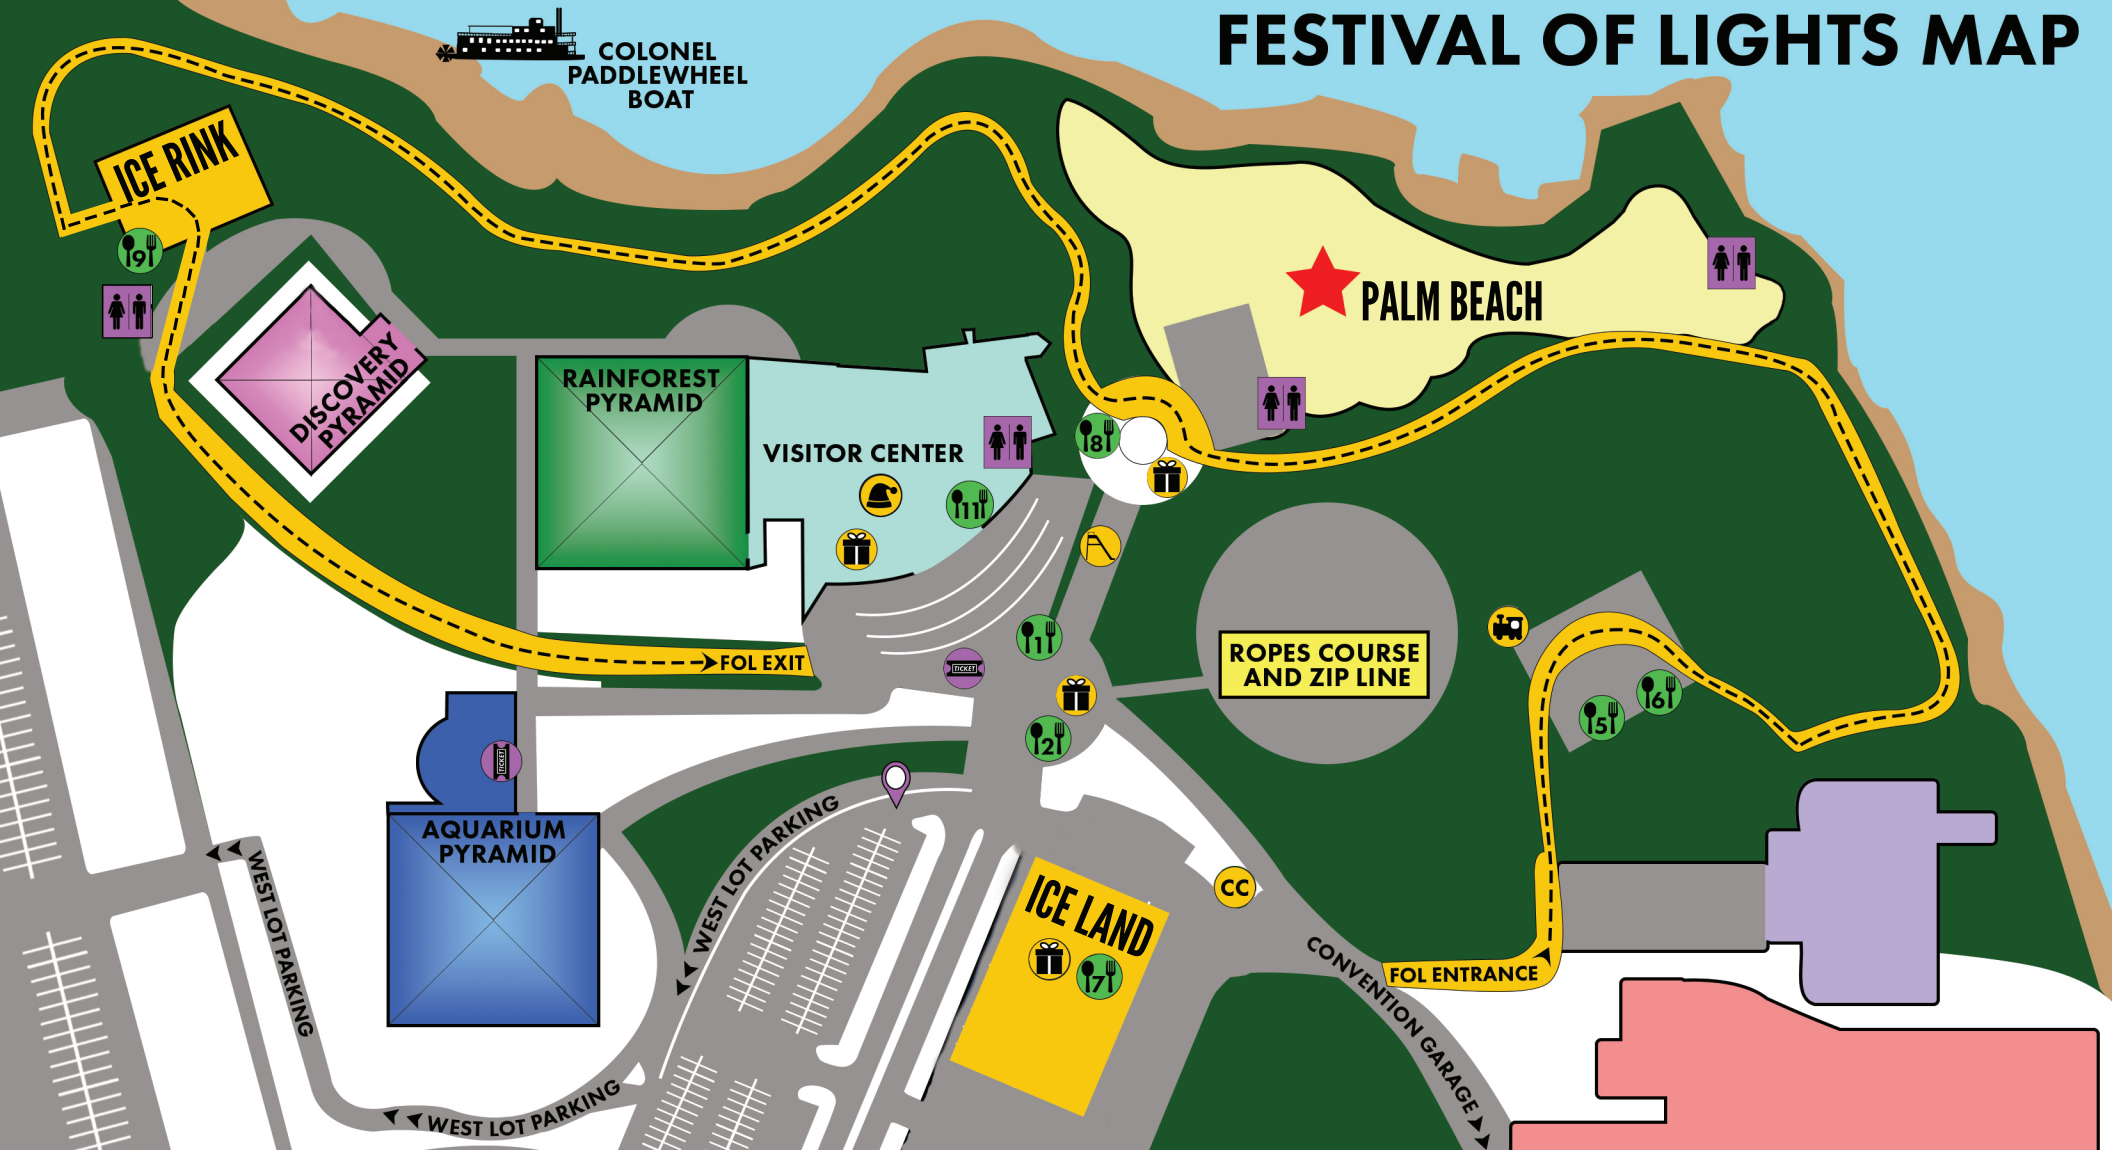 FESTIVAL OF LIGHTS MAP
COLONEL
PADDLEWHEEL
BOAT
ICE RINK
9
PALM BEACH
DISCOVERY
PYRAMID
RAINFOREST
PYRAMID
VISITOR CENTER
8
11
1
ROPES COURSE
AND ZIP LINE
FOL EXIT
TICKET
6
5
2
TICKET
AQUARIUM
PYRAMID
WEST LOT PARKING
WEST LOT PARKING
CC
ICE LAND
7
CONVENTION GARAGE
FOL ENTRANCE
WEST LOT PARKING